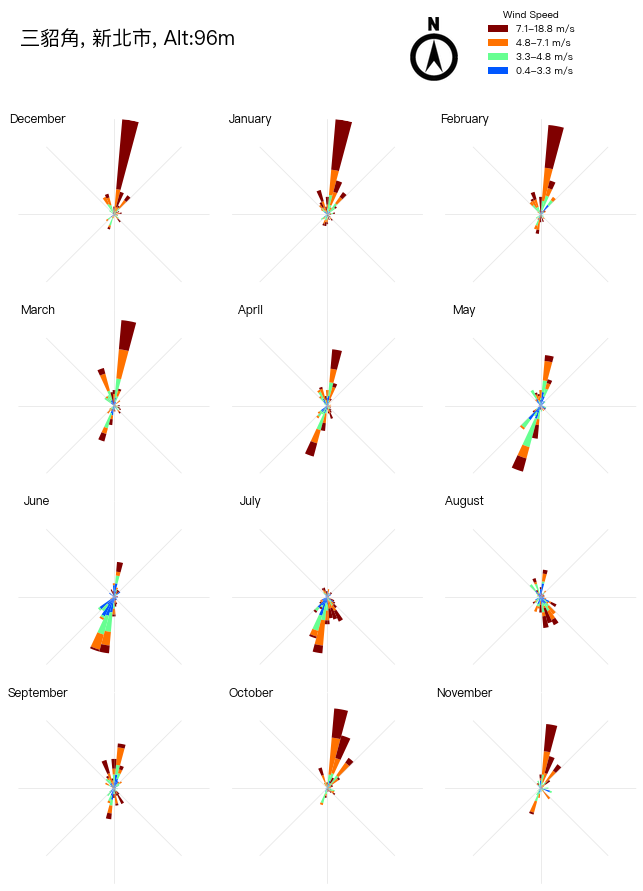 三貂角, 新北市, Alt:96m
N
Wind Speed
7.1–18.8 m/s
4.8–7.1 m/s
3.3–4.8 m/s
0.4–3.3 m/s
December
January
February
March
April
May
June
July
August
September
October
November